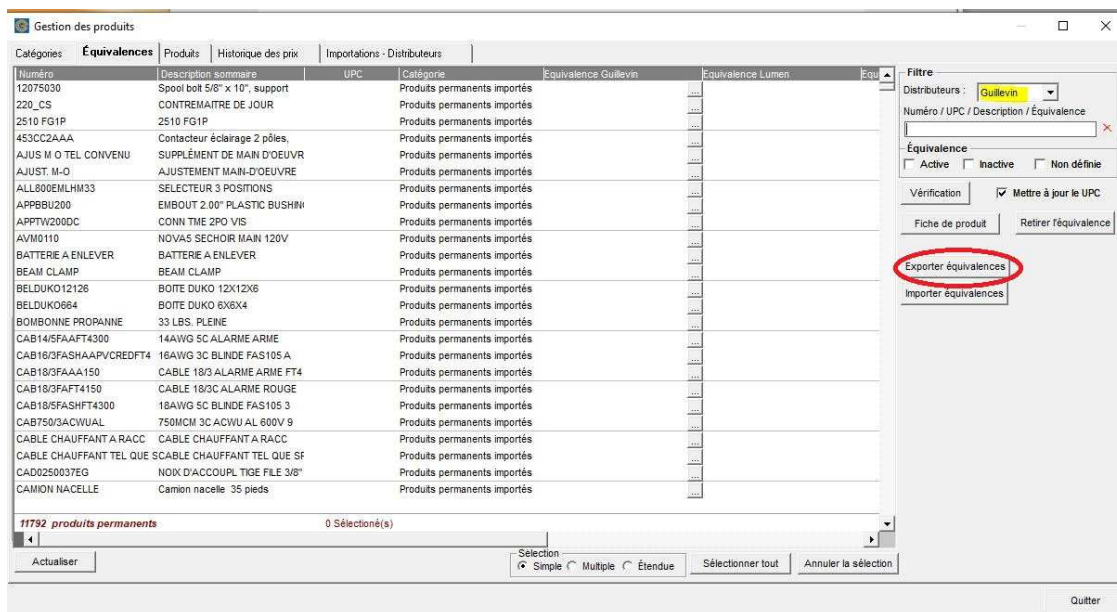 Gestion des produits
Catégories Équivalences Produits Historique des prix Importations - Distributeurs
Numéro Description sommaire UPC Catégorie Equivalence Guillevin Equivalence Lumen Equ
12075030 Spool bolt 5/8" x 10", support Produits permanents importés ...
220_CS CONTREMAITRE DE JOUR Produits permanents importés ...
2510 FG1P 2510 FG1P Produits permanents importés ...
453CC2AAA Contacteur éclairage 2 pôles, Produits permanents importés ...
AJUS M O TEL CONVENU SUPPLÉMENT DE MAIN D'OEUVR Produits permanents importés ...
AJUST. M-O AJUSTEMENT MAIN-D'OEUVRE Produits permanents importés ...
ALL800EMLHM33 SELECTEUR 3 POSITIONS Produits permanents importés ...
APPBBU200 EMBOUT 2.00" PLASTIC BUSHIN Produits permanents importés ...
APPTW200DC CONN TME 2PO VIS Produits permanents importés ...
AVM0110 NOVA5 SECHOIR MAIN 120V Produits permanents importés ...
BATTERIE A ENLEVER BATTERIE A ENLEVER Produits permanents importés ...
BEAM CLAMP BEAM CLAMP Produits permanents importés ...
BELDUKO12126 BOITE DUKO 12X12X6 Produits permanents importés ...
BELDUKO664 BOITE DUKO 6X6X4 Produits permanents importés ...
BOMBONNE PROPANNE 33 LBS. PLEINE Produits permanents importés ...
CAB14/5FAAFT4300 14AWG 5C ALARME ARME Produits permanents importés ...
CAB16/3FASHAAPVCREDFT4 16AWG 3C BLINDE FAS105 A Produits permanents importés ...
CAB18/3FAAA150 CABLE 18/3 ALARME ARME FT4 Produits permanents importés ...
CAB18/3FAFT4150 CABLE 18/3C ALARME ROUGE Produits permanents importés ...
CAB18/5FASHFT4300 18AWG 5C BLINDE FAS105 3 Produits permanents importés ...
CAB750/3ACWUAL 750MCM 3C ACWU AL 600V 9 Produits permanents importés ...
CABLE CHAUFFANT A RACC CABLE CHAUFFANT A RACC Produits permanents importés ...
CABLE CHAUFFANT TEL QUE S CABLE CHAUFFANT TEL QUE SP Produits permanents importés ...
CAD0250037EG NOIX D'ACCOUPL TIGE FILE 3/8" Produits permanents importés ...
CAMION NACELLE Camion nacelle 35 pieds Produits permanents importés ...
11792 produits permanents 0 Sélectioné(s)
Actualiser
Sélection
Simple Multiple Étendue
Sélectionner tout Annuler la sélection
Filtre
Distributeurs : Guillevin
Numéro / UPC / Description / Équivalence
Équivalence
Active Inactive Non définie
Vérification Mettre à jour le UPC
Fiche de produit Retirer l'équivalence
Exporter équivalences
Importer équivalences
Quitter